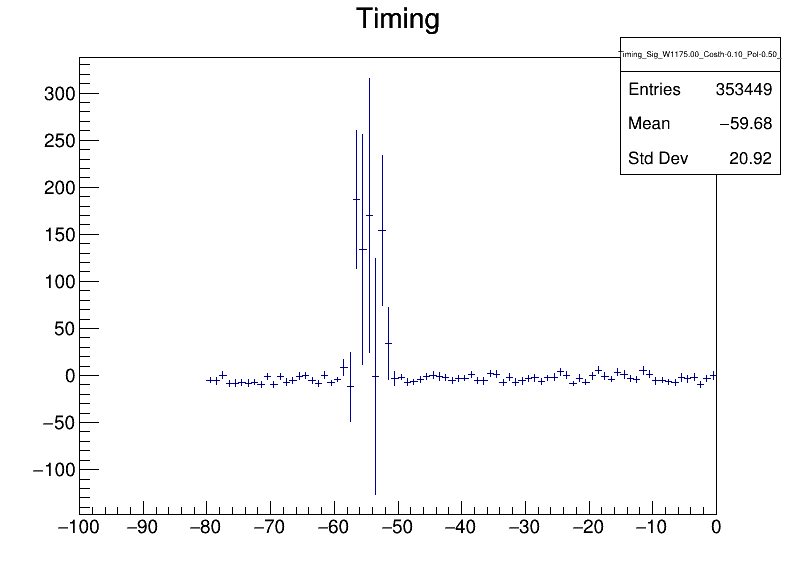 Timing
Timing_Sig_W1175.00_Costh-0.10_Pol-0.50_
Entries 353449
Mean −59.68
Std Dev 20.92
300
250
200
150
100
50
0
−50
−100
−100 −90 −80 −70 −60 −50 −40 −30 −20 −10 0